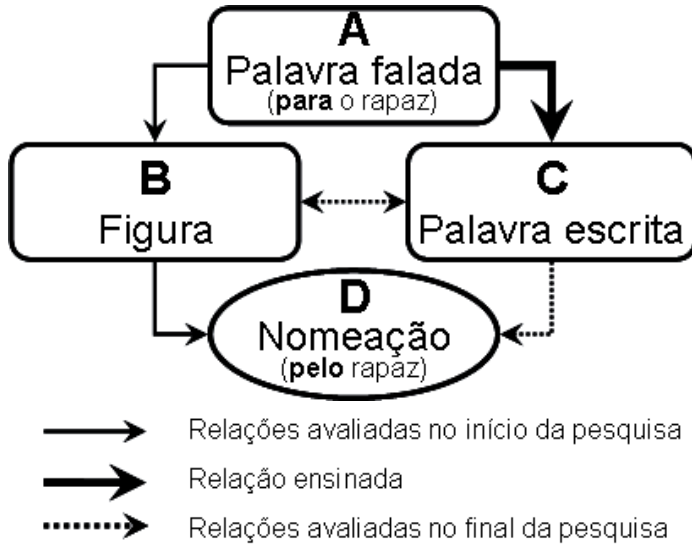 A
Palavra falada
(para o rapaz)
B
Figura
C
Palavra escrita
D
Nomeação
(pelo rapaz)
Relações avaliadas no início da pesquisa
Relação ensinada
Relações avaliadas no final da pesquisa